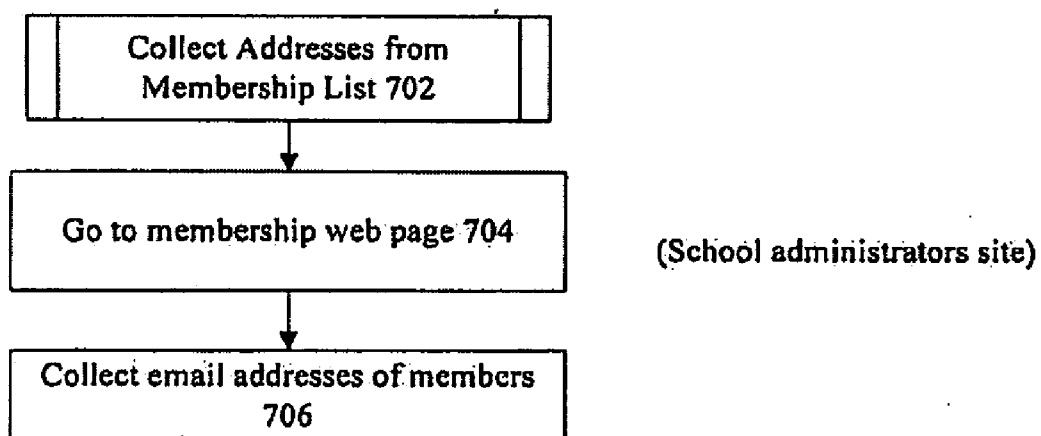 Collect Addresses from
Membership List 702
Go to membership web page 704
(School administrators site)
Collect email addresses of members
706